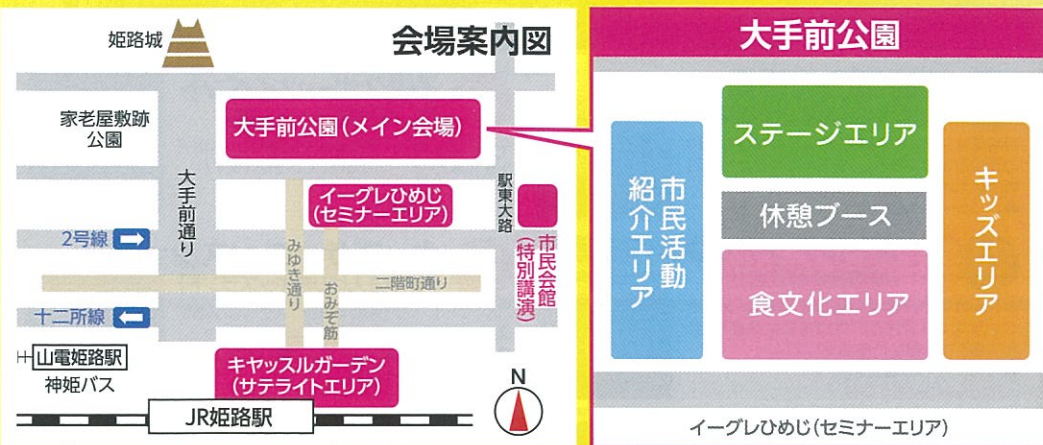 会場案内図
姫路城
家老屋敷跡
公園
大手前公園(メイン会場)
大手前通り
イーグレひめじ
(セミナーエリア)
駅東大路
市民会館
(特別講演)
2号線
みゆき通り
おみぞ筋
二階町通り
十二所線
山電姫路駅
神姫バス
キャッスルガーデン
(サテライトエリア)
JR姫路駅
N
大手前公園
市民活動
紹介エリア
ステージエリア
休憩ブース
食文化エリア
キッズエリア
イーグレひめじ(セミナーエリア)